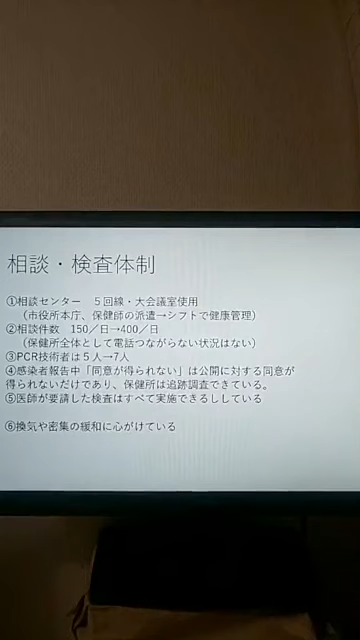 相談・検査体制
①相談センター　５回線・大会議室使用
（市役所本庁、保健師の派遣→シフトで健康管理）
②相談件数　150／日→400／日
（保健所全体として電話つながらない状況はない）
③PCR技術者は５人→7人
④感染者報告中「同意が得られない」は公開に対する同意が
得られないだけであり、保健所は追跡調査できている。
⑤医師が要請した検査はすべて実施できるしている
⑥換気や密集の緩和に心がけている